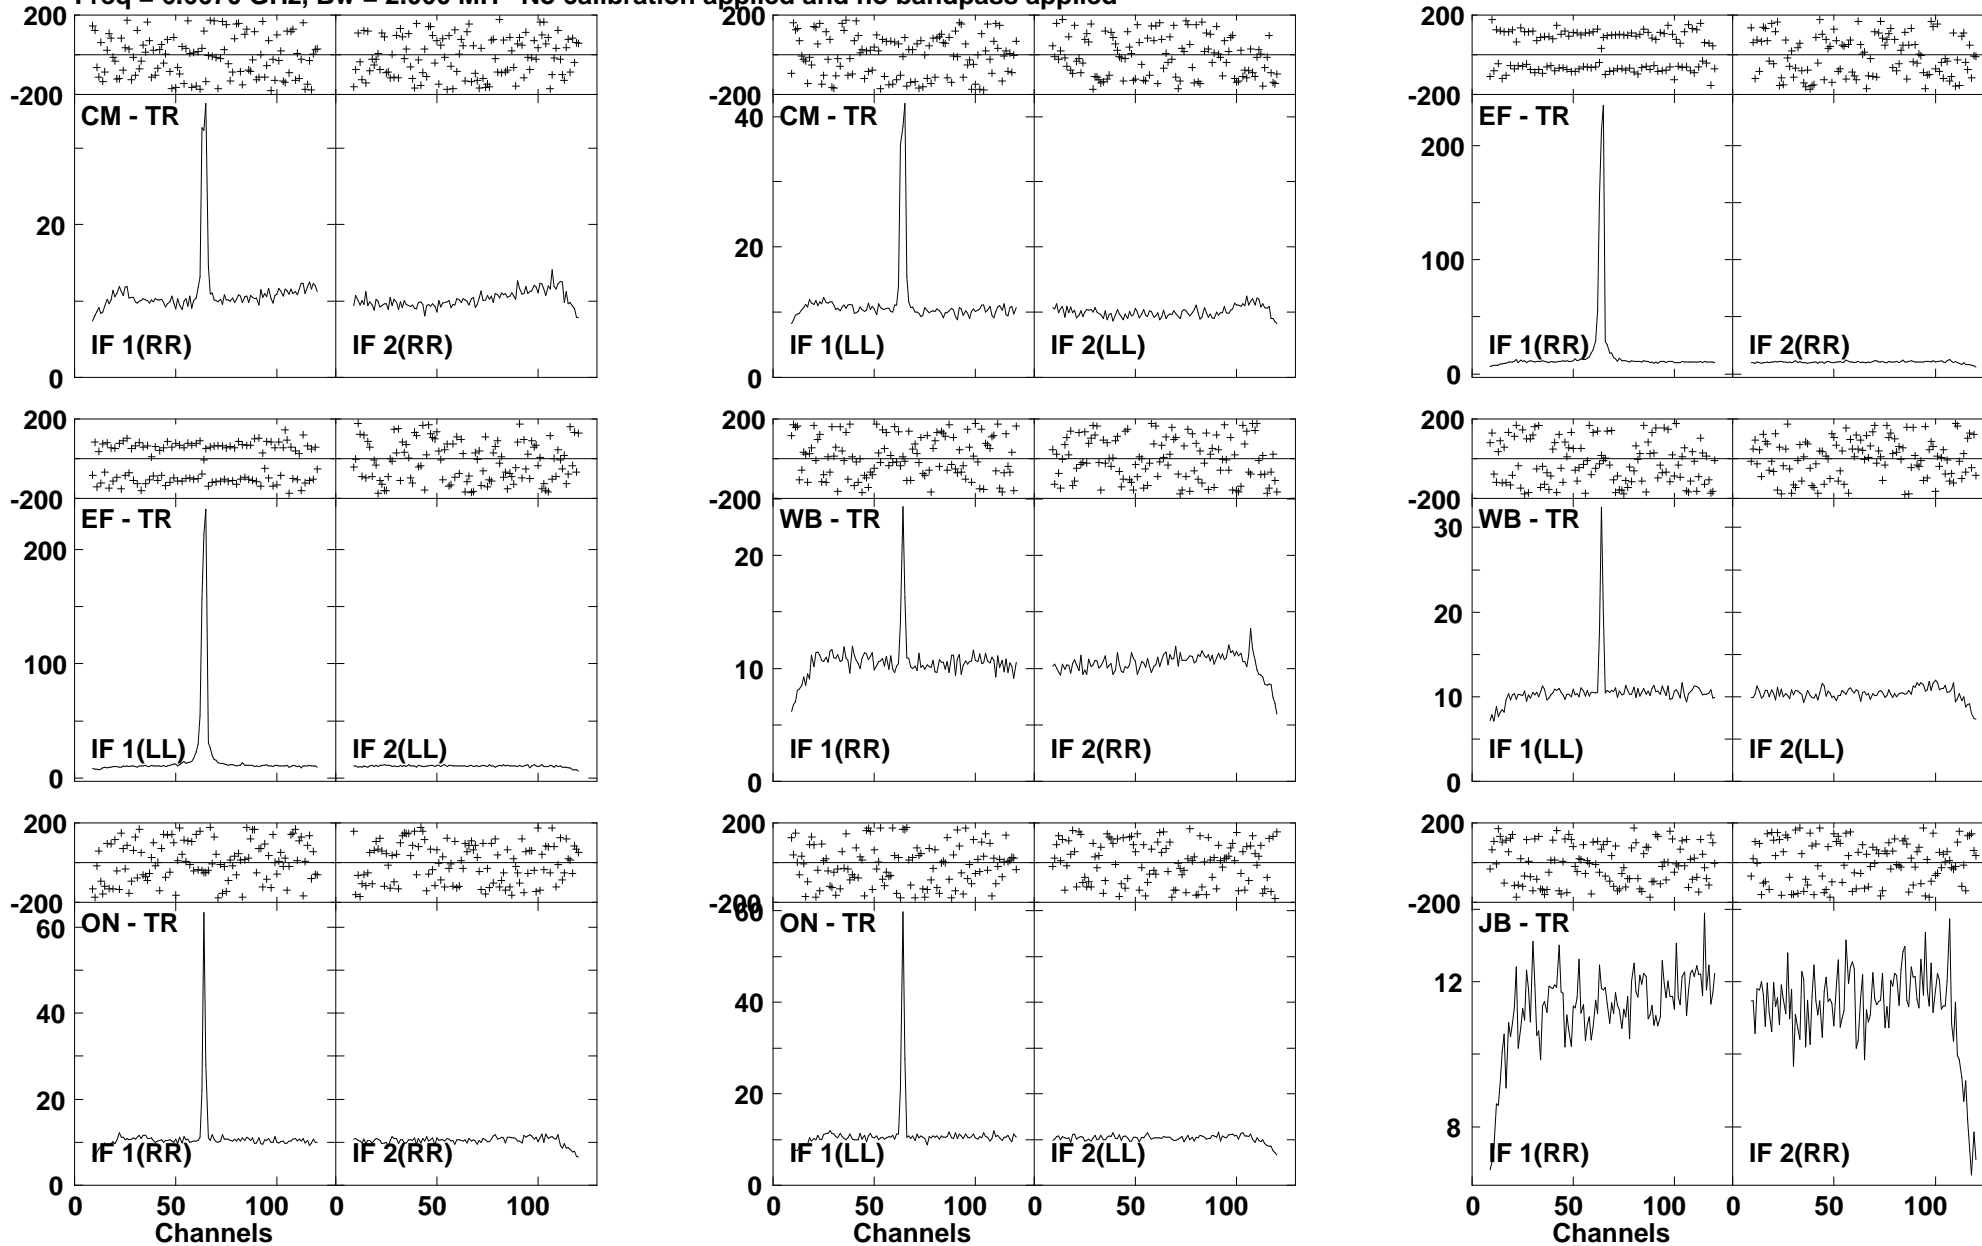 No calibration applied and no bandpass applied
200 200 200
-200 -200 -200
CM - TR 40 CM - TR EF - TR
200
20 20 100
IF 1(RR) IF 2(RR) IF 1(LL) IF 2(LL) IF 1(RR) IF 2(RR)
0 0 0
200 200 200
-200 -200 -200
EF - TR WB - TR WB - TR
200 20 30
20
100 10 10
IF 1(LL) IF 2(LL) IF 1(RR) IF 2(RR) IF 1(LL) IF 2(LL)
0 0 0
200 200 200
-200 -200 -200
60 ON - TR 60 ON - TR JB - TR
40 40 12
20 20 8
IF 1(RR) IF 2(RR) IF 1(LL) IF 2(LL) IF 1(RR) IF 2(RR)
0 0
0 50 100 0 50 100 0 50 100 0 50 100 0 50 100 0 50 100
Channels Channels Channels